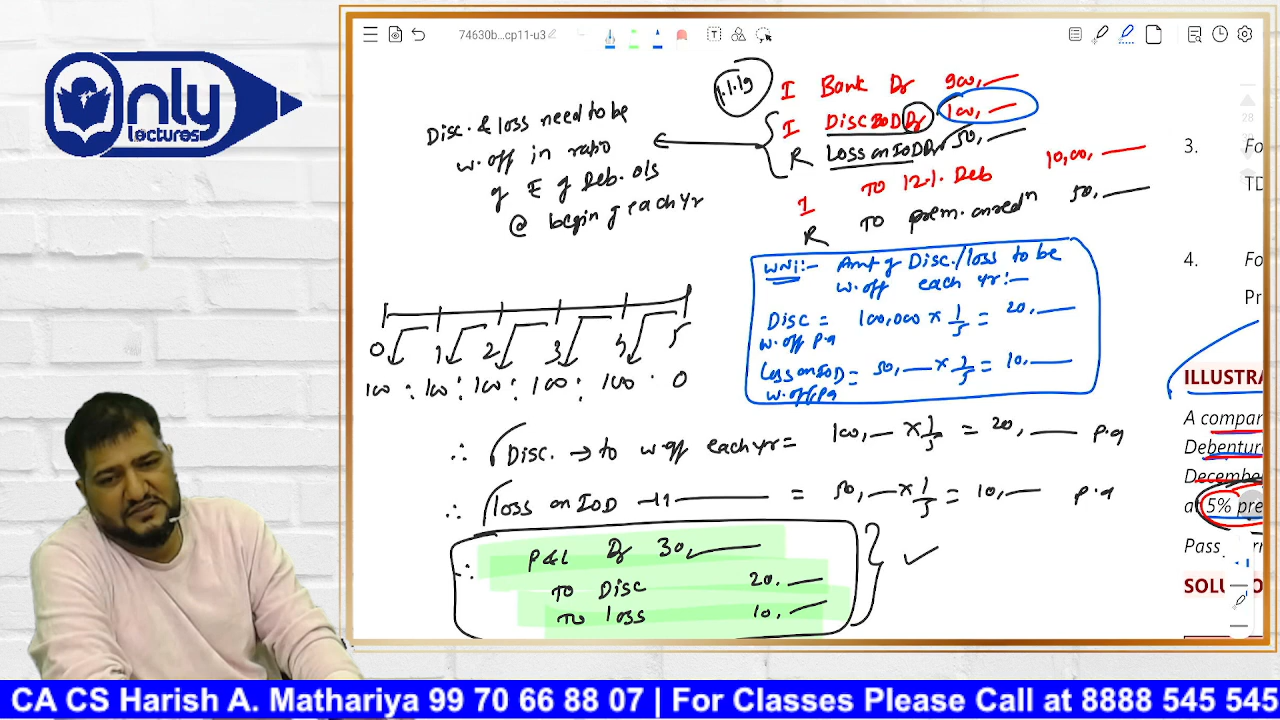 Only
lectures
74630b...cp11-u3
1.1.19
I Bank Dr 900,—
I Disc IOD Dr 100,—
R Loss on IOD Dr 50,—
I TO 12% Deb 10,00,—
R TO prem. on redn 50,—
Disc. & loss need to be
w.off in ratio
of E of Deb. o/s
@ begin of each Yr
WN1:- Amt of Disc./loss to be
w.off each Yr:-
Disc = 100,000 × 1/5 = 20,—
w.off p.a
Loss on IOD = 50,— × 1/5 = 10,—
w.off p.a
0 1 2 3 4 5
100 : 100 : 100 : 100 : 100 . 0
∴ Disc. → to w.off each yr = 100,— × 1/5 = 20,— p.a
∴ loss on IOD —11— = 50,— × 1/5 = 10,— p.a
∴ P&L Dr 30,—
TO Disc 20,—
TO loss 10,—
3. Fo
TD
4. Fo
Pr
ILLUSTRA
A compar
Debentur
Decembe
at 5% pre
Pass
SOLU
CA CS Harish A. Mathariya 99 70 66 88 07 | For Classes Please Call at 8888 545 545